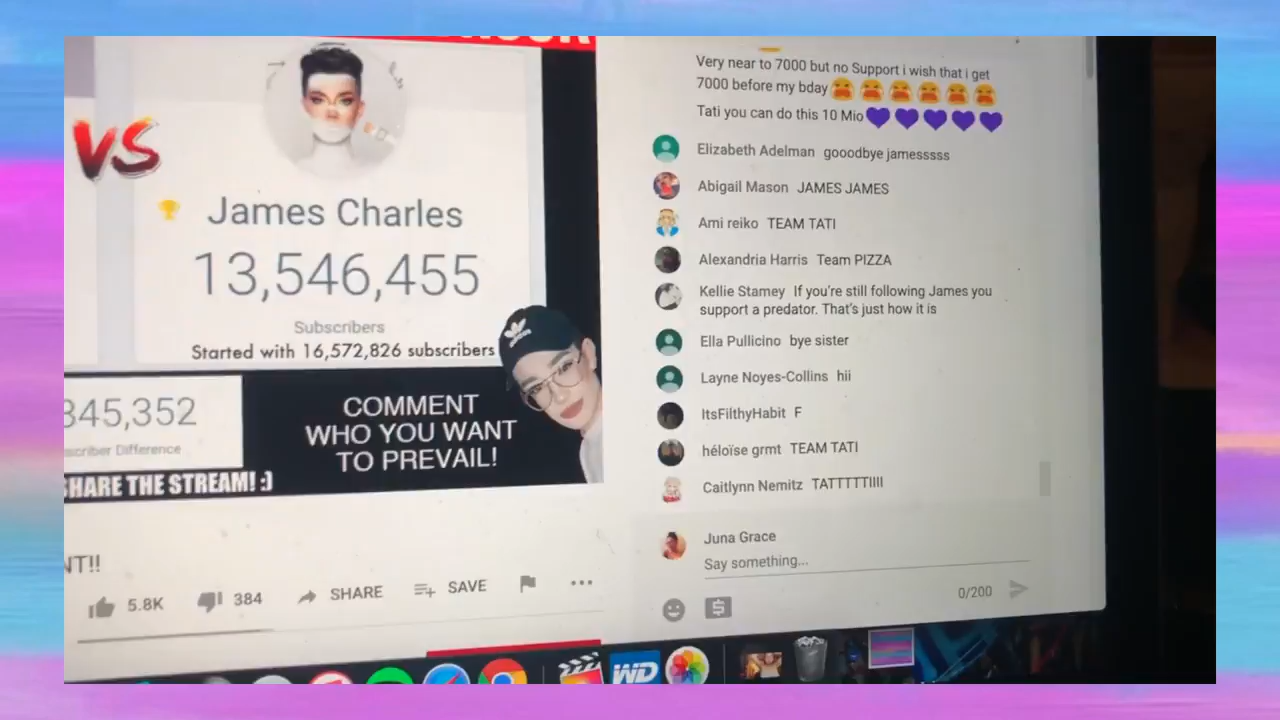 VS
James Charles
13,546,455
Subscribers
Started with 16,572,826 subscribers
345,352
scriber Difference
COMMENT
WHO YOU WANT
TO PREVAIL!
SHARE THE STREAM! :)
NT!!
5.8K
384
SHARE
SAVE
Very near to 7000 but no Support i wish that i get
7000 before my bday
Tati you can do this 10 Mio
Elizabeth Adelman gooodbye jamesssss
Abigail Mason JAMES JAMES
Ami reiko TEAM TATI
Alexandria Harris Team PIZZA
Kellie Stamey If you're still following James you
support a predator. That's just how it is
Ella Pullicino bye sister
Layne Noyes-Collins hii
ItsFilthyHabit F
héloïse grmt TEAM TATI
Caitlynn Nemitz TATTTTTIIII
Juna Grace
Say something...
0/200
WD